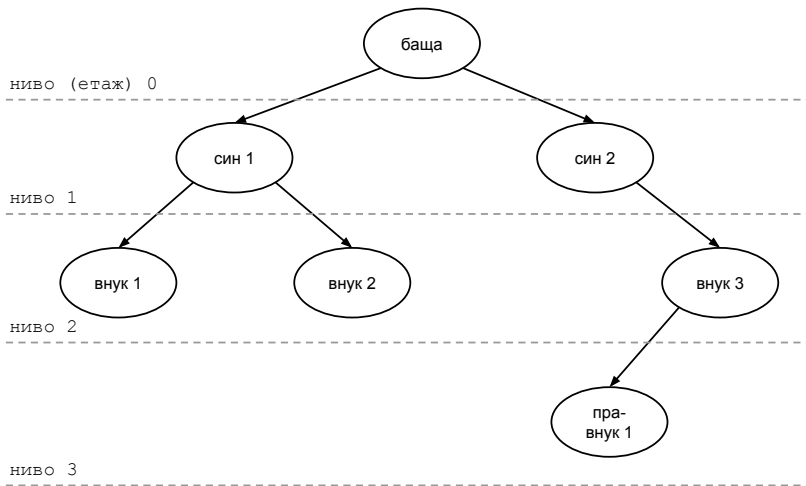 баща
ниво (етаж) 0
син 1
син 2
ниво 1
внук 1
внук 2
внук 3
ниво 2
пра-
внук 1
ниво 3